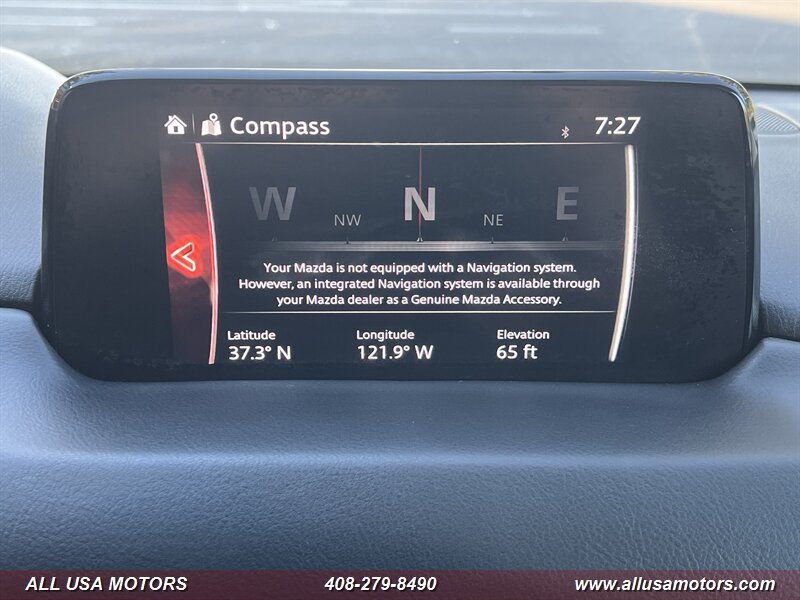 Compass 7:27
W NW N NE E
Your Mazda is not equipped with a Navigation system.
However, an integrated Navigation system is available through
your Mazda dealer as a Genuine Mazda Accessory.
Latitude Longitude Elevation
37.3° N 121.9° W 65 ft
ALL USA MOTORS 408-279-8490 www.allusamotors.com